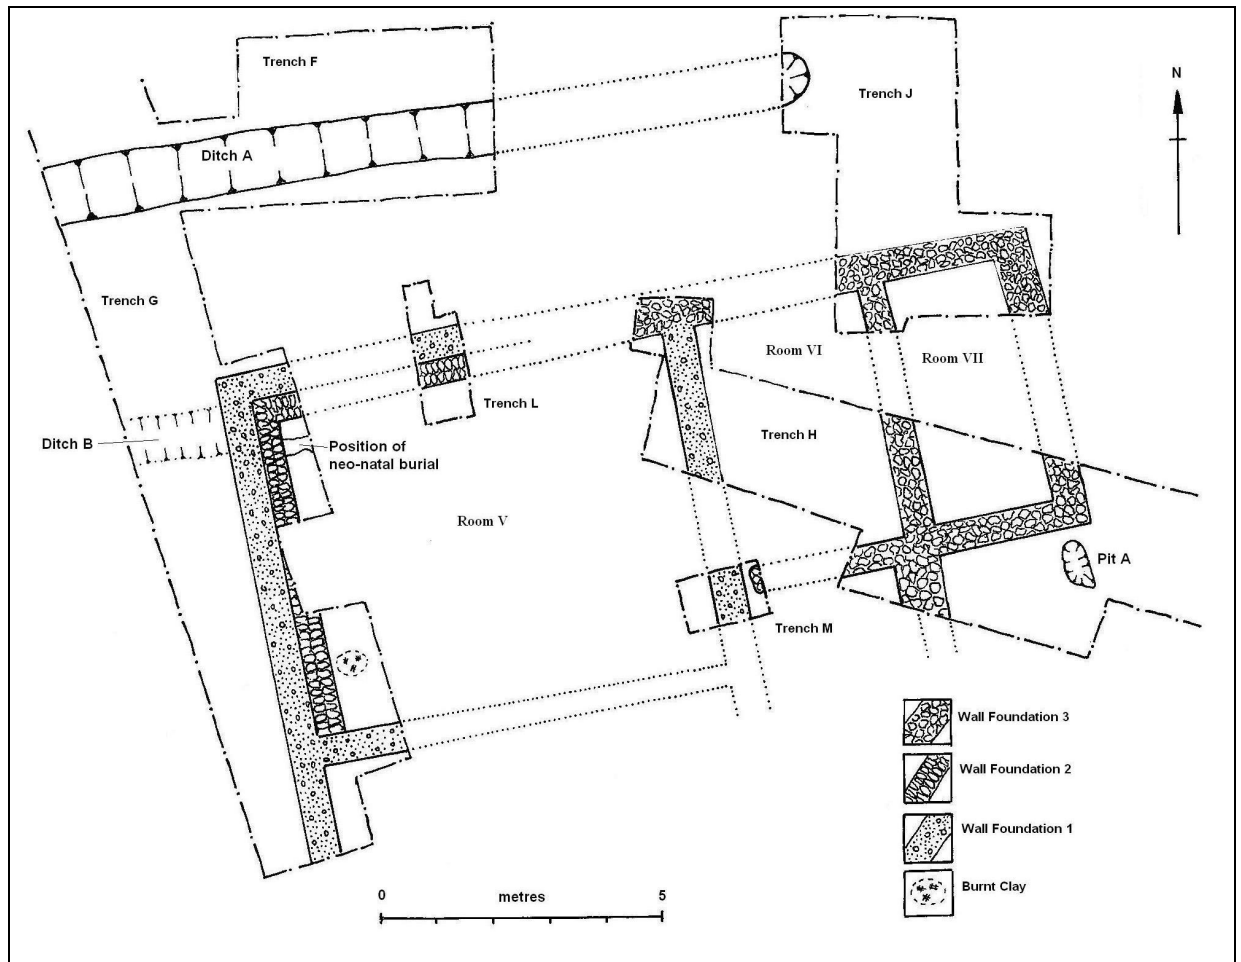 Trench F
N
Trench J
Ditch A
Trench G
Room VI
Room VII
Trench L
Ditch B
Position of
neo-natal burial
Trench H
Room V
Pit A
Trench M
Wall Foundation 3
Wall Foundation 2
Wall Foundation 1
Burnt Clay
0 metres 5